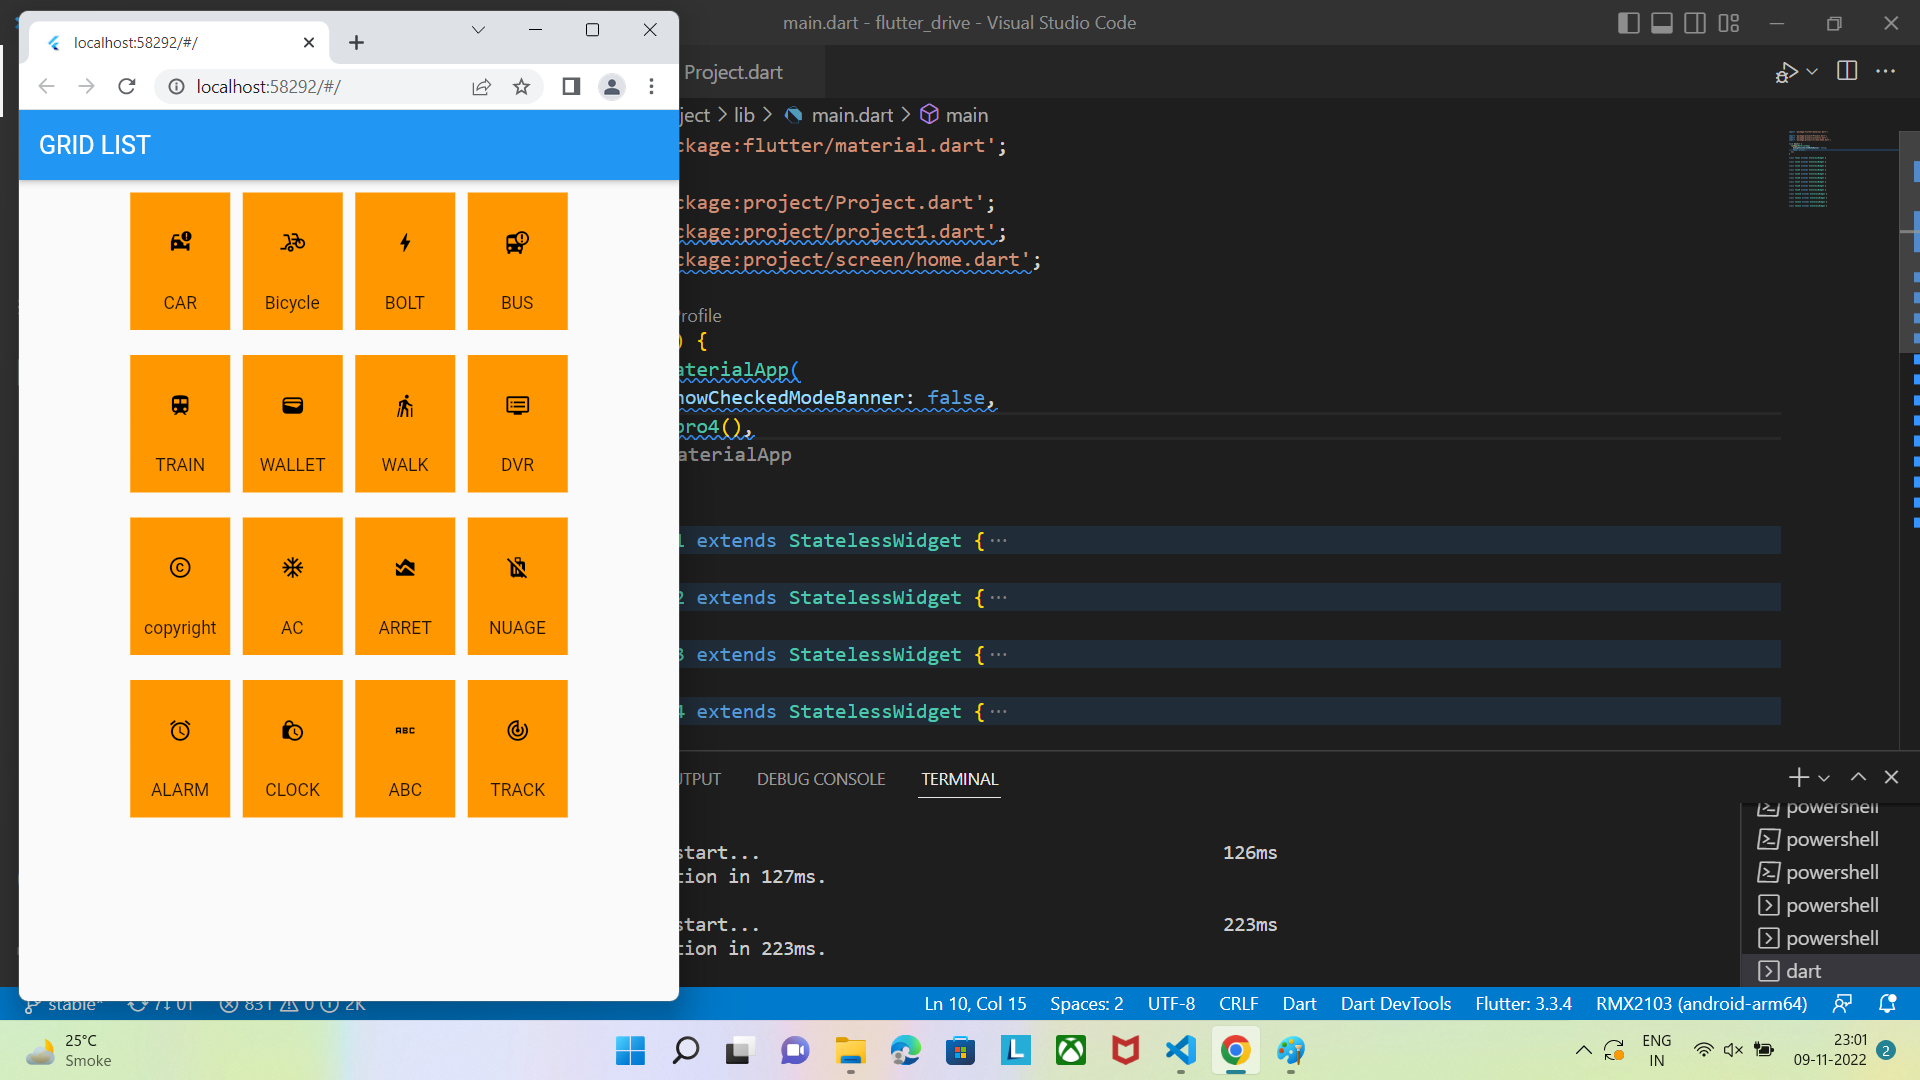 main.dart - flutter_drive - Visual Studio Code
localhost:58292/#/
localhost:58292/#/
GRID LIST
CAR
Bicycle
BOLT
BUS
TRAIN
WALLET
WALK
DVR
copyright
AC
ARRET
NUAGE
ALARM
CLOCK
ABC
TRACK
Project.dart
ject > lib > main.dart > main
ckage:flutter/material.dart';
ckage:project/Project.dart';
ckage:project/project1.dart';
ckage:project/screen/home.dart';
rofile
) {
aterialApp(
howCheckedModeBanner: false,
pro4(),
aterialApp
1 extends StatelessWidget {...
2 extends StatelessWidget {...
3 extends StatelessWidget {...
4 extends StatelessWidget {...
UTPUT DEBUG CONSOLE TERMINAL
start... 126ms
tion in 127ms.
start... 223ms
tion in 223ms.
powershell
powershell
powershell
powershell
powershell
dart
stable*
Ln 10, Col 15 Spaces: 2 UTF-8 CRLF Dart Dart DevTools Flutter: 3.3.4 RMX2103 (android-arm64)
25°C
Smoke
ENG
IN
23:01
09-11-2022
2